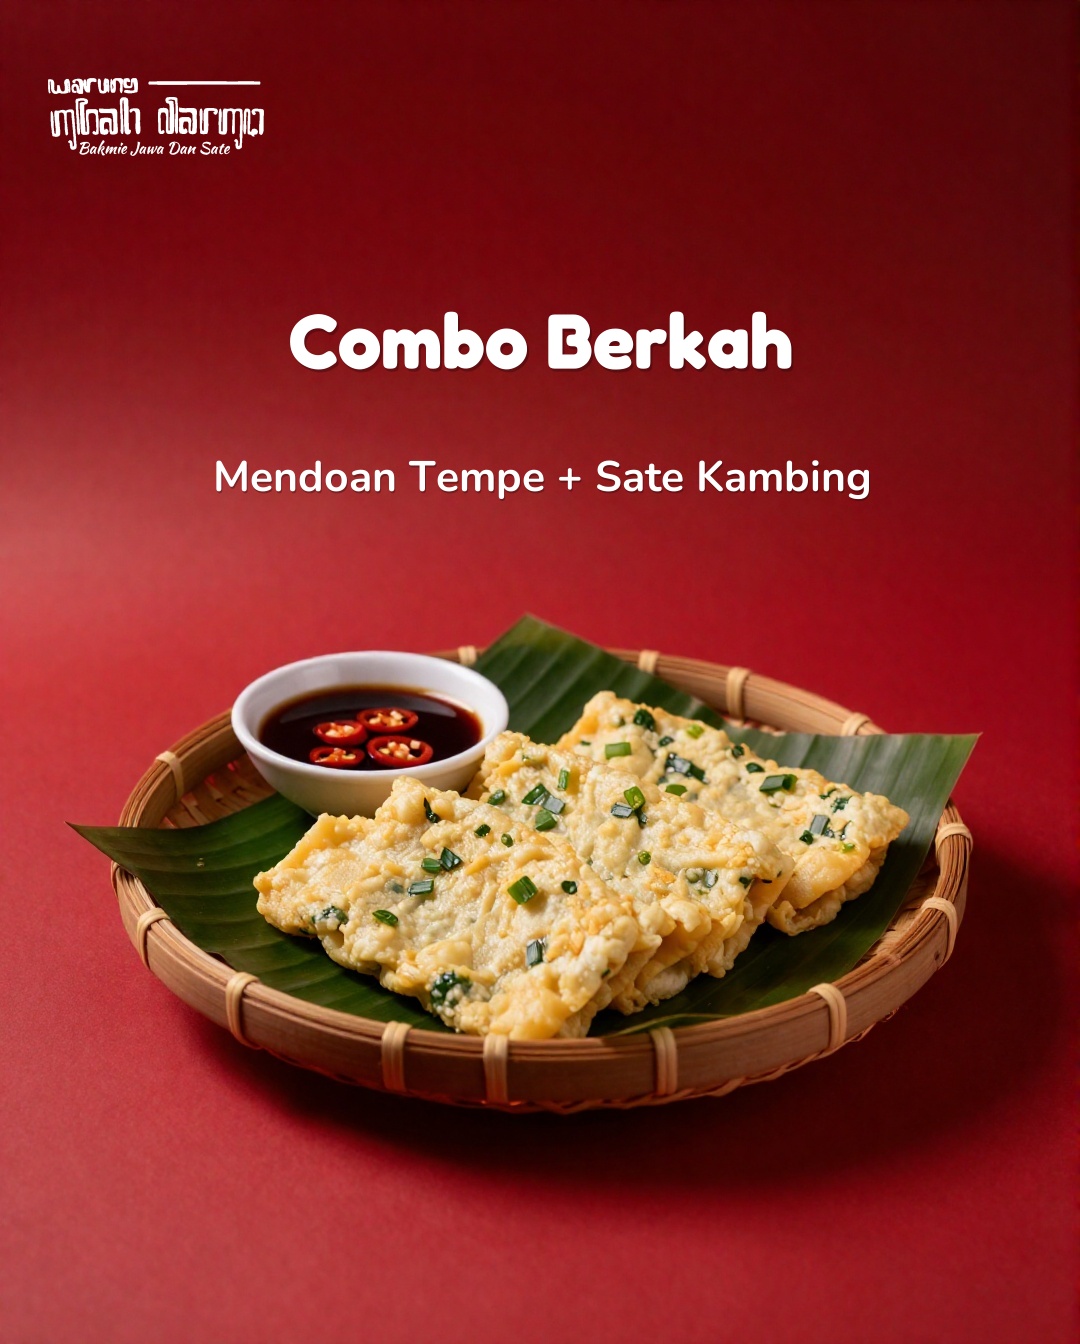 warung
mbah darmo
Bakmie Jawa Dan Sate
Combo Berkah
Mendoan Tempe + Sate Kambing